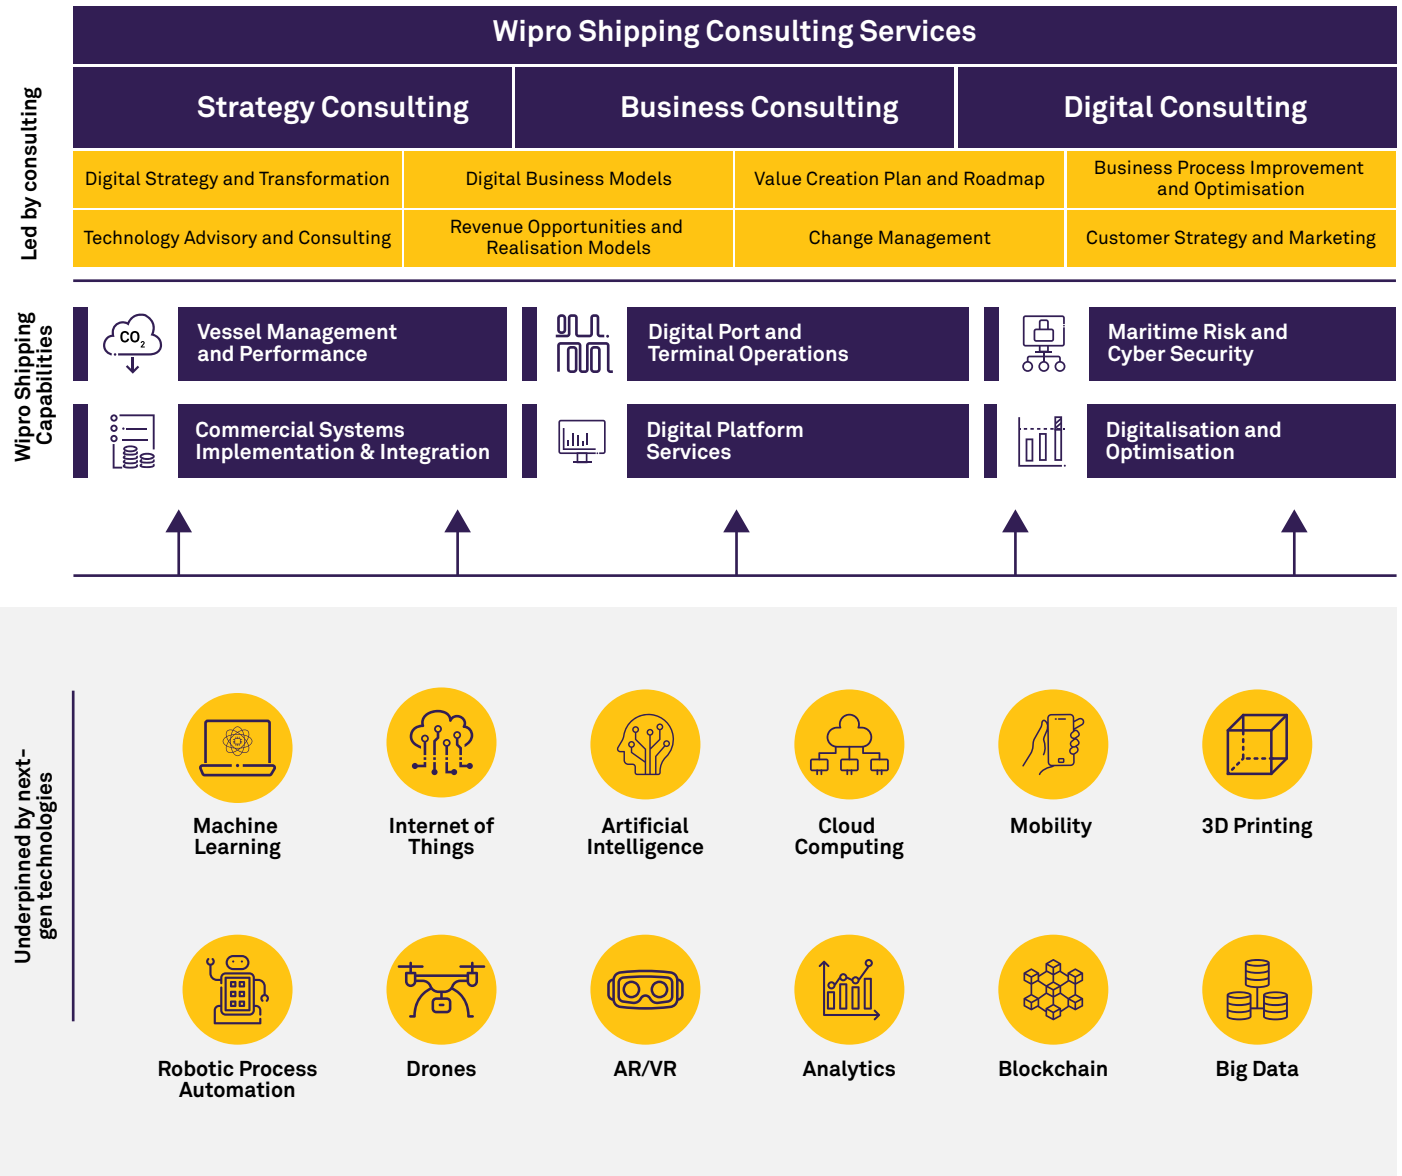 Wipro Shipping Consulting Services
Led by consulting
Strategy Consulting
Business Consulting
Digital Consulting
Digital Strategy and Transformation
Digital Business Models
Value Creation Plan and Roadmap
Business Process Improvement
and Optimisation
Technology Advisory and Consulting
Revenue Opportunities and
Realisation Models
Change Management
Customer Strategy and Marketing
Wipro Shipping
Capabilities
CO2
Vessel Management
and Performance
Digital Port and
Terminal Operations
Maritime Risk and
Cyber Security
Commercial Systems
Implementation & Integration
Digital Platform
Services
Digitalisation and
Optimisation
Underpinned by next-
gen technologies
Machine
Learning
Internet of
Things
Artificial
Intelligence
Cloud
Computing
Mobility
3D Printing
Robotic Process
Automation
Drones
AR/VR
Analytics
Blockchain
Big Data